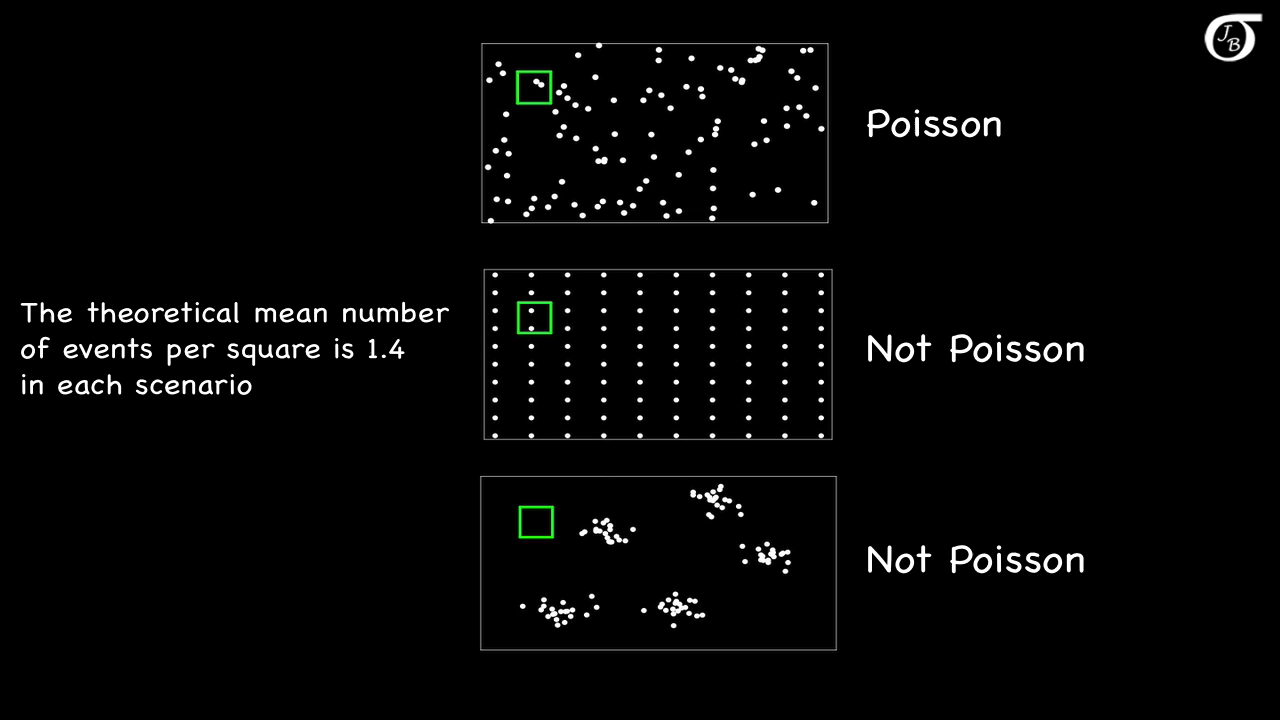 JB
Poisson
The theoretical mean number
of events per square is 1.4
in each scenario
Not Poisson
Not Poisson